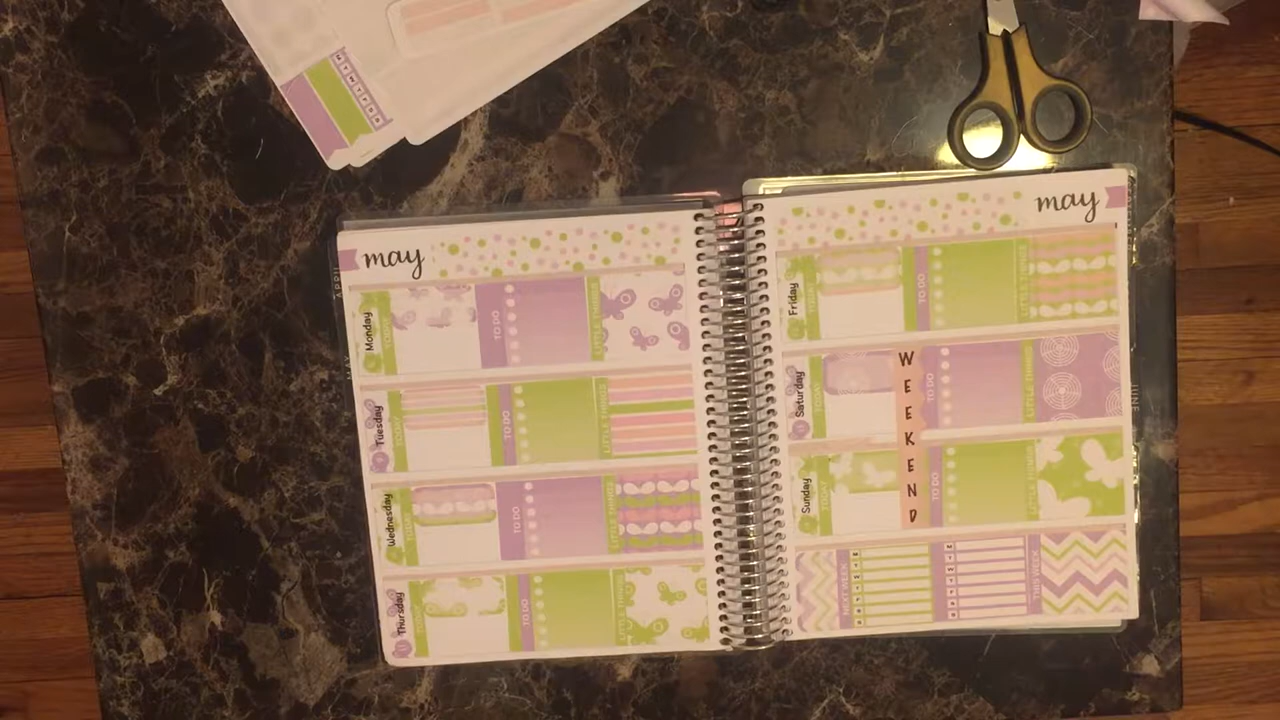 may
Monday
TODAY
TO DO
LITTLE THINGS
Tuesday
TODAY
TO DO
LITTLE THINGS
Wednesday
TODAY
TO DO
LITTLE THINGS
Thursday
TODAY
TO DO
LITTLE THINGS
may
Friday
TODAY
TO DO
LITTLE THINGS
Saturday
TODAY
TO DO
LITTLE THINGS
WEEKEND
Sunday
TODAY
TO DO
LITTLE THINGS
NEXT WEEK
THIS WEEK
APRIL
MAY
JUNE